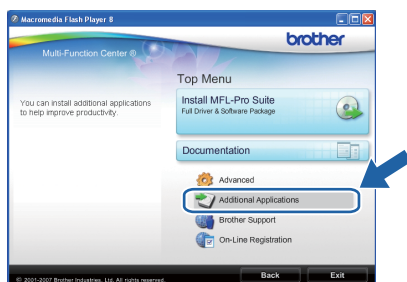 Macromedia Flash Player 8
brother
Multi-Function Center ®
Top Menu
You can install additional applications
to help improve productivity.
Install MFL-Pro Suite
Full Driver & Software Package
Documentation
Advanced
Additional Applications
Brother Support
On-Line Registration
© 2001-2007 Brother Industries, Ltd. All rights reserved.
Back
Exit